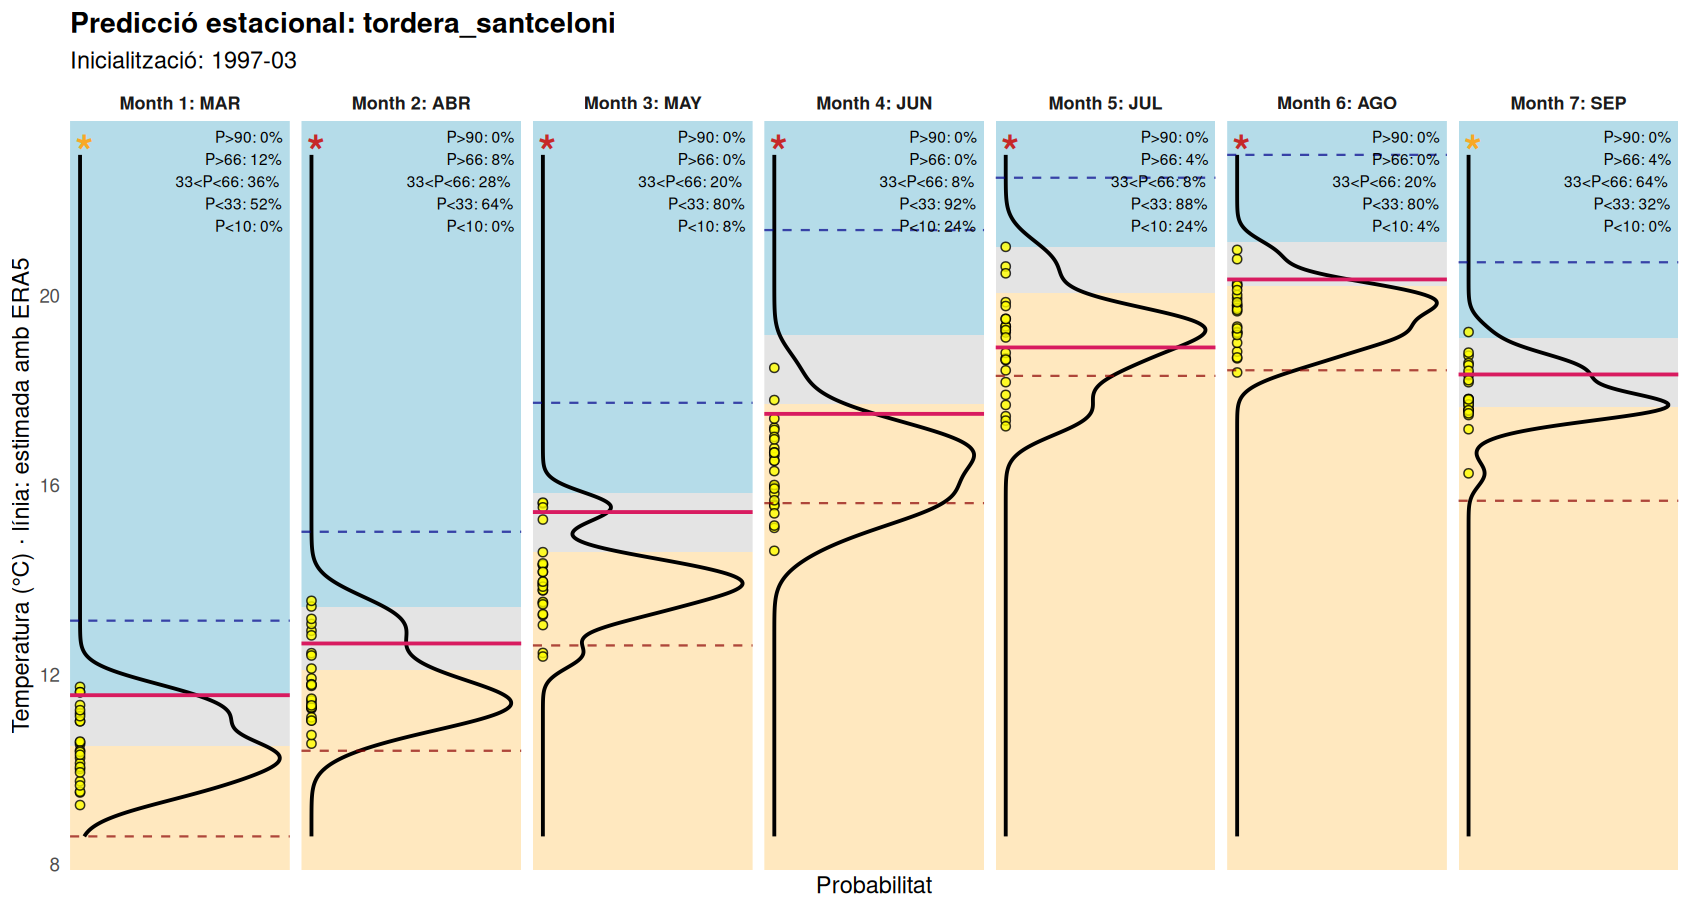 Predicció estacional: tordera_santceloni
Inicialització: 1997-03
Month 1: MAR
Month 2: ABR
Month 3: MAY
Month 4: JUN
Month 5: JUL
Month 6: AGO
Month 7: SEP
*
P>90: 0%
P>66: 12%
33<P<66: 36%
P<33: 52%
P<10: 0%
*
P>90: 0%
P>66: 8%
33<P<66: 28%
P<33: 64%
P<10: 0%
*
P>90: 0%
P>66: 0%
33<P<66: 20%
P<33: 80%
P<10: 8%
*
P>90: 0%
P>66: 0%
33<P<66: 8%
P<33: 92%
P<10: 24%
*
P>90: 0%
P>66: 4%
33<P<66: 8%
P<33: 88%
P<10: 24%
*
P>90: 0%
P>66: 0%
33<P<66: 20%
P<33: 80%
P<10: 4%
*
P>90: 0%
P>66: 4%
33<P<66: 64%
P<33: 32%
P<10: 0%
Temperatura (°C) · línia: estimada amb ERA5
20
16
12
8
Probabilitat